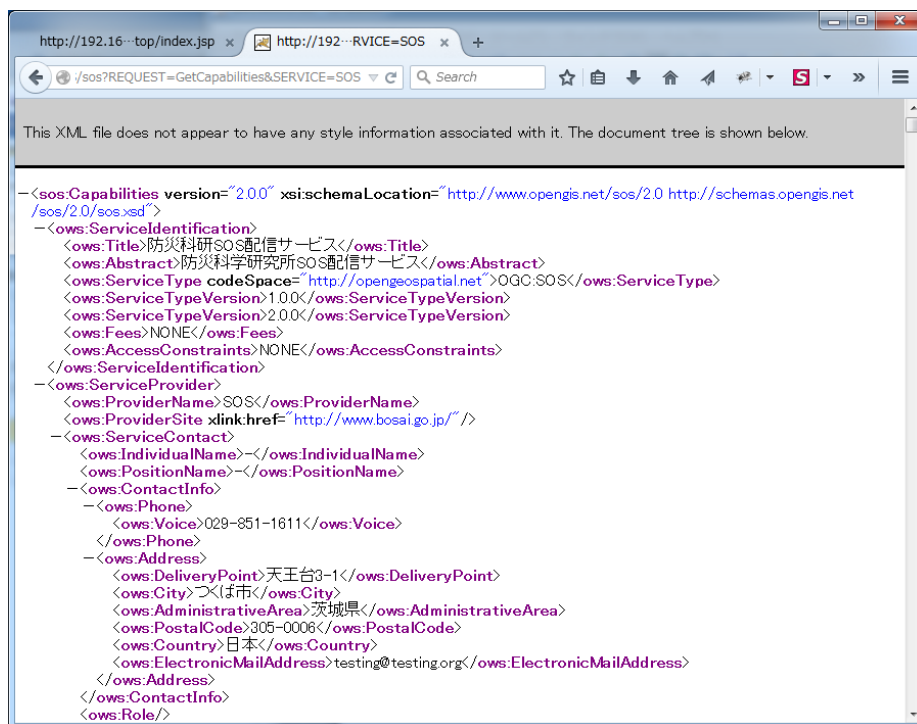 http://192.16···top/index.jsp × http://192···RVICE=SOS × +
:/sos?REQUEST=GetCapabilities&SERVICE=SOS Search
This XML file does not appear to have any style information associated with it. The document tree is shown below.
−<sos:Capabilities version="2.0.0" xsi:schemaLocation="http://www.opengis.net/sos/2.0 http://schemas.opengis.net
/sos/2.0/sos.xsd">
−<ows:ServiceIdentification>
<ows:Title>防災科研SOS配信サービス</ows:Title>
<ows:Abstract>防災科学研究所SOS配信サービス</ows:Abstract>
<ows:ServiceType codeSpace="http://opengeospatial.net">OGC:SOS</ows:ServiceType>
<ows:ServiceTypeVersion>1.0.0</ows:ServiceTypeVersion>
<ows:ServiceTypeVersion>2.0.0</ows:ServiceTypeVersion>
<ows:Fees>NONE</ows:Fees>
<ows:AccessConstraints>NONE</ows:AccessConstraints>
</ows:ServiceIdentification>
−<ows:ServiceProvider>
<ows:ProviderName>SOS</ows:ProviderName>
<ows:ProviderSite xlink:href="http://www.bosai.go.jp/"/>
−<ows:ServiceContact>
<ows:IndividualName>-</ows:IndividualName>
<ows:PositionName>-</ows:PositionName>
−<ows:ContactInfo>
−<ows:Phone>
<ows:Voice>029-851-1611</ows:Voice>
</ows:Phone>
−<ows:Address>
<ows:DeliveryPoint>天王台3-1</ows:DeliveryPoint>
<ows:City>つくば市</ows:City>
<ows:AdministrativeArea>茨城県</ows:AdministrativeArea>
<ows:PostalCode>305-0006</ows:PostalCode>
<ows:Country>日本</ows:Country>
<ows:ElectronicMailAddress>testing@testing.org</ows:ElectronicMailAddress>
</ows:Address>
</ows:ContactInfo>
<ows:Role/>